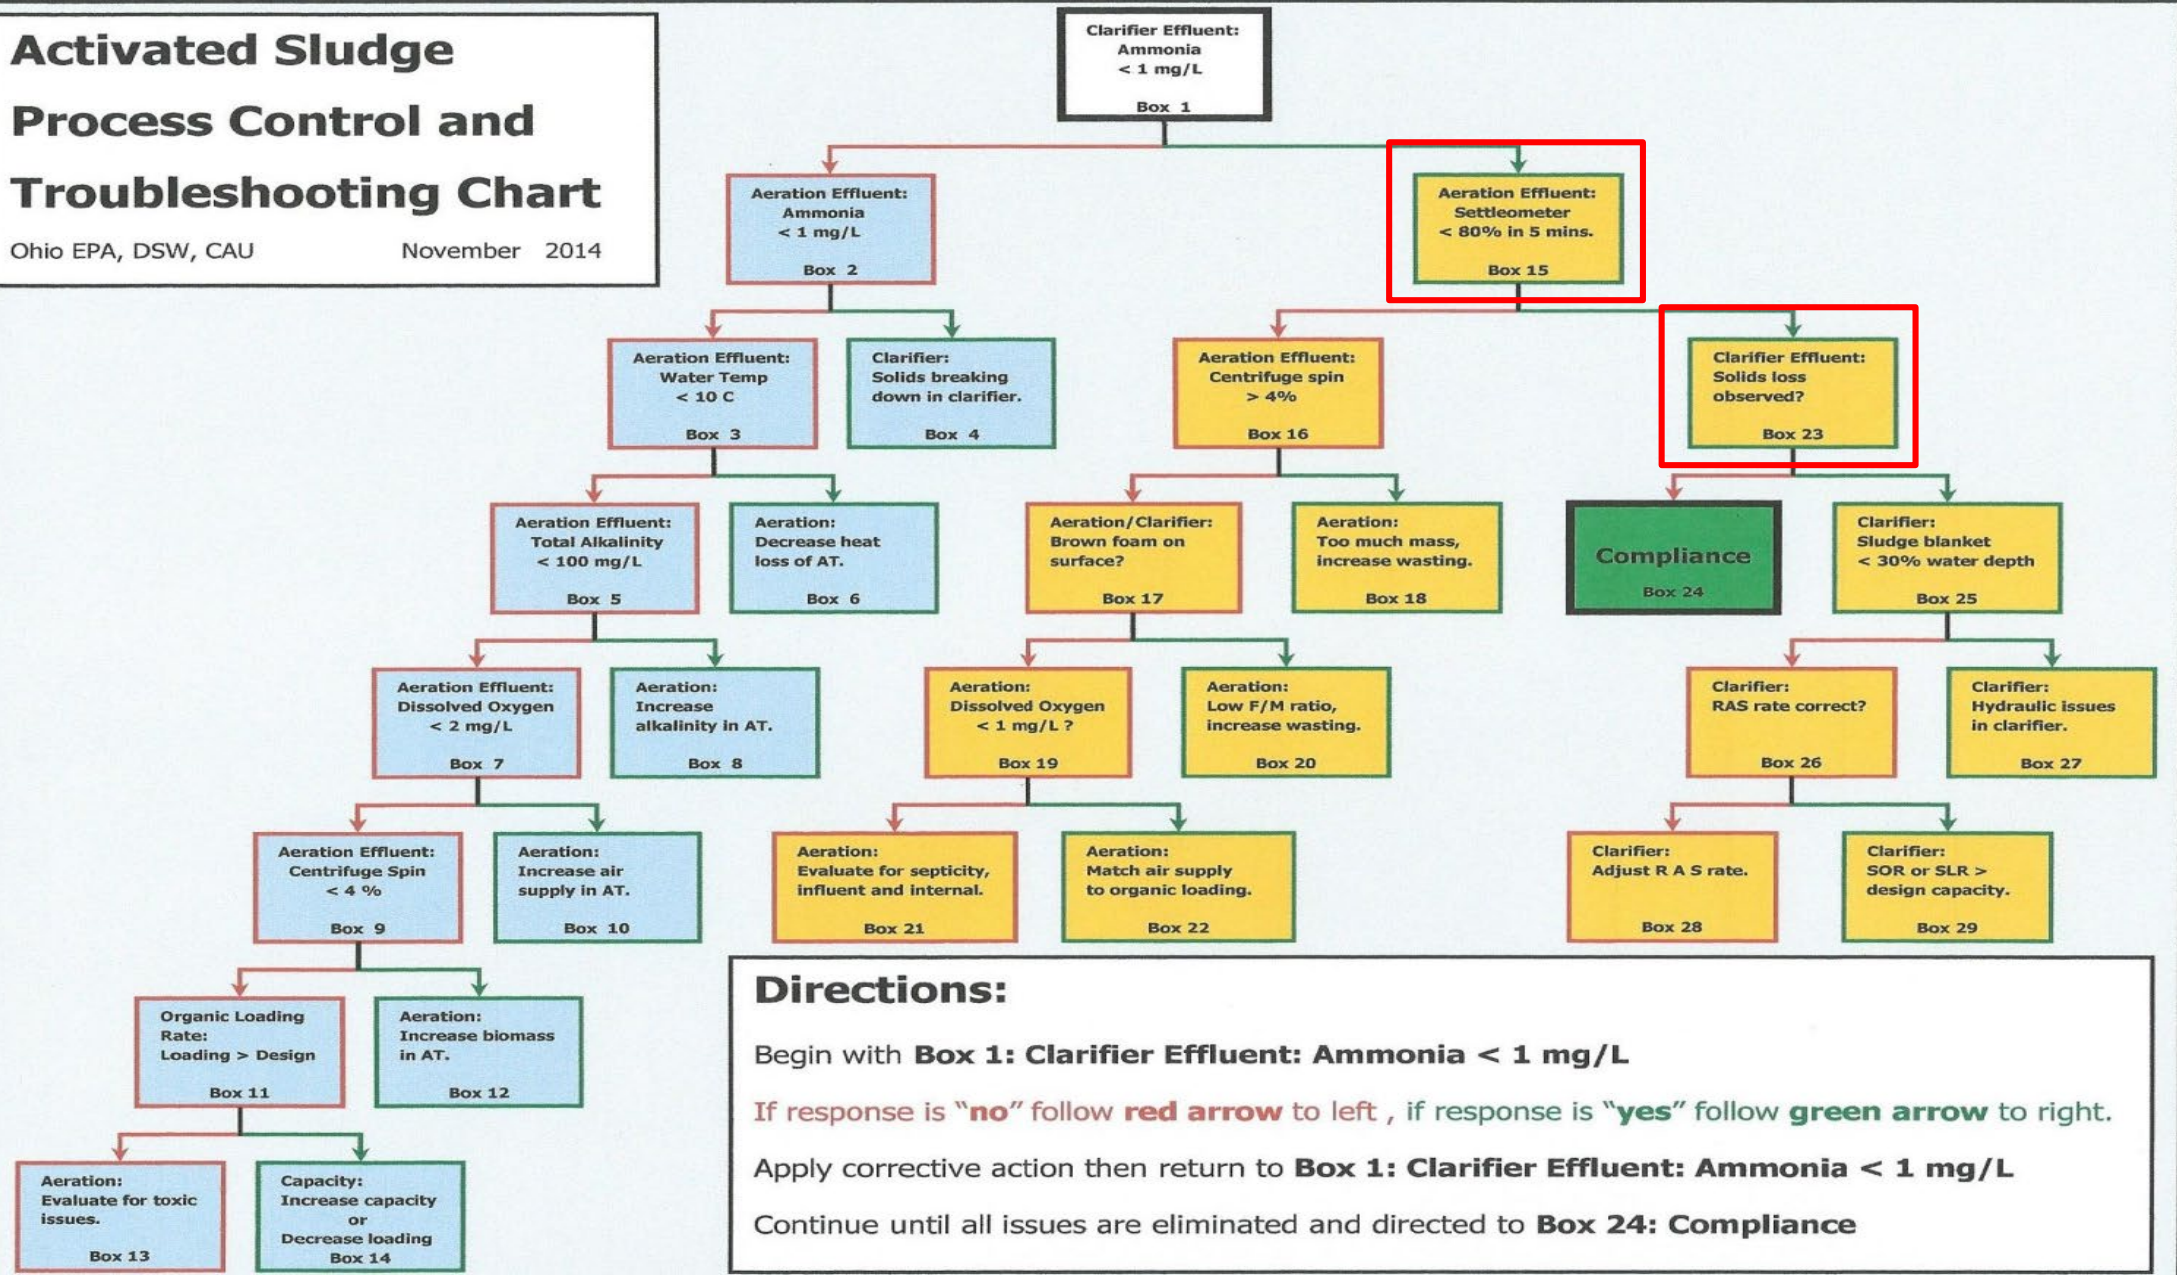 Activated Sludge
Process Control and
Troubleshooting Chart
Ohio EPA, DSW, CAU November 2014
Clarifier Effluent:
Ammonia
< 1 mg/L
Box 1
Aeration Effluent:
Ammonia
< 1 mg/L
Box 2
Aeration Effluent:
Settleometer
< 80% in 5 mins.
Box 15
Aeration Effluent:
Water Temp
< 10 C
Box 3
Clarifier:
Solids breaking
down in clarifier.
Box 4
Aeration Effluent:
Centrifuge spin
> 4%
Box 16
Clarifier Effluent:
Solids loss
observed?
Box 23
Aeration Effluent:
Total Alkalinity
< 100 mg/L
Box 5
Aeration:
Decrease heat
loss of AT.
Box 6
Aeration/Clarifier:
Brown foam on
surface?
Box 17
Aeration:
Too much mass,
increase wasting.
Box 18
Compliance
Box 24
Clarifier:
Sludge blanket
< 30% water depth
Box 25
Aeration Effluent:
Dissolved Oxygen
< 2 mg/L
Box 7
Aeration:
Increase
alkalinity in AT.
Box 8
Aeration:
Dissolved Oxygen
< 1 mg/L ?
Box 19
Aeration:
Low F/M ratio,
increase wasting.
Box 20
Clarifier:
RAS rate correct?
Box 26
Clarifier:
Hydraulic issues
in clarifier.
Box 27
Aeration Effluent:
Centrifuge Spin
< 4 %
Box 9
Aeration:
Increase air
supply in AT.
Box 10
Aeration:
Evaluate for septicity,
influent and internal.
Box 21
Aeration:
Match air supply
to organic loading.
Box 22
Clarifier:
Adjust R A S rate.
Box 28
Clarifier:
SOR or SLR >
design capacity.
Box 29
Organic Loading
Rate:
Loading > Design
Box 11
Aeration:
Increase biomass
in AT.
Box 12
Aeration:
Evaluate for toxic
issues.
Box 13
Capacity:
Increase capacity
or
Decrease loading
Box 14
Directions:
Begin with Box 1: Clarifier Effluent: Ammonia < 1 mg/L
If response is "no" follow red arrow to left , if response is "yes" follow green arrow to right.
Apply corrective action then return to Box 1: Clarifier Effluent: Ammonia < 1 mg/L
Continue until all issues are eliminated and directed to Box 24: Compliance